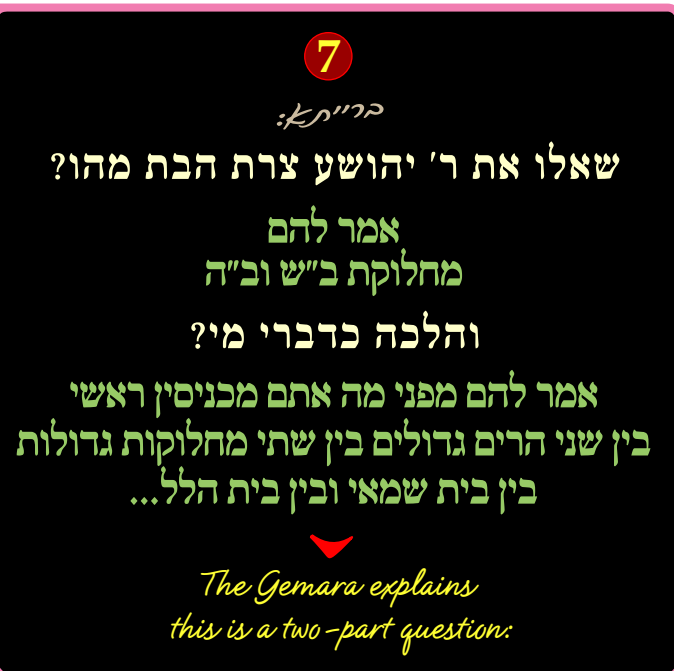 7
ברייתא:
שאלו את ר' יהושע צרת הבת מהו?
אמר להם
מחלוקת ב"ש וב"ה
והלכה כדברי מי?
אמר להם מפני מה אתם מכניסין ראשי
בין שני הרים גדולים בין שתי מחלוקות גדולות
בין בית שמאי ובין בית הלל...
The Gemara explains
this is a two-part question: